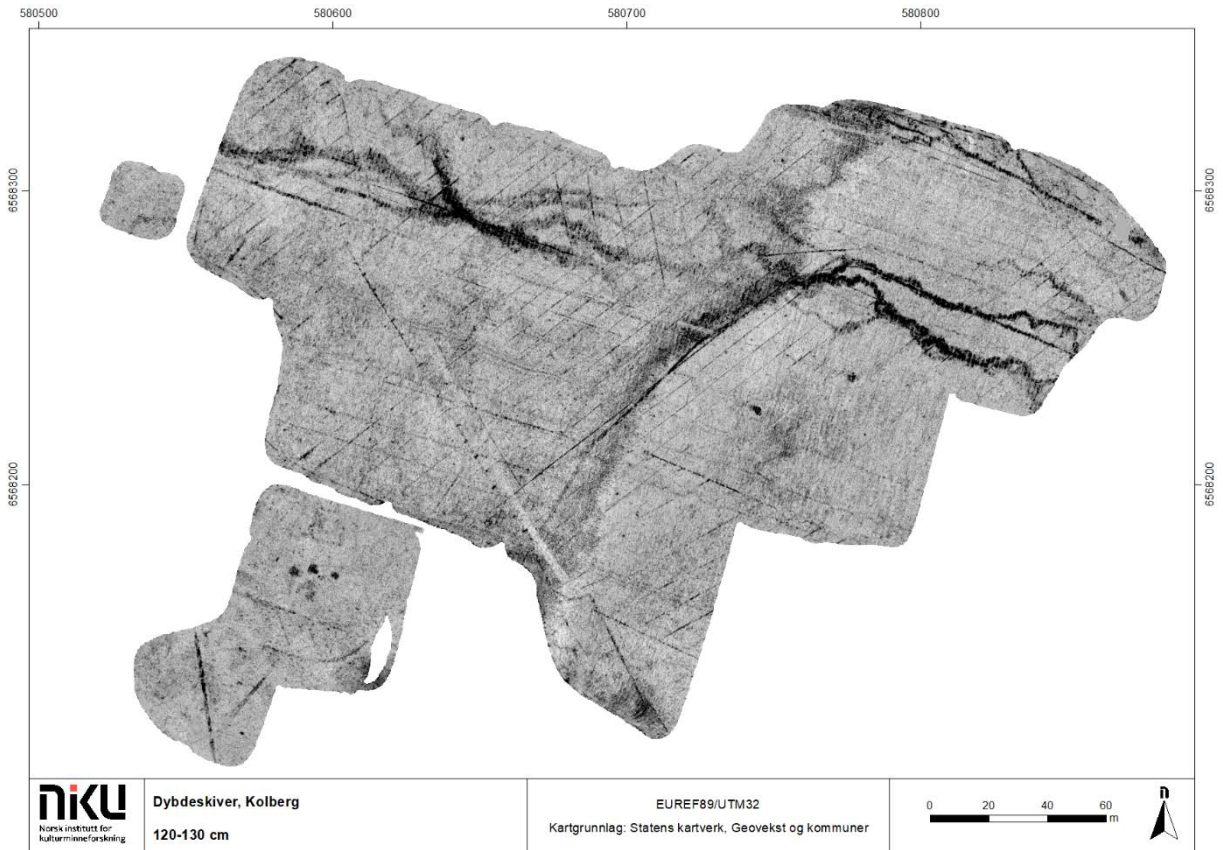 580500 580600 580700 580800
6568300 6568300
6568200 6568200
niku
Norsk institutt for
kulturminneforskning
Dybdeskiver, Kolberg
120-130 cm
EUREF89/UTM32
Kartgrunnlag: Statens kartverk, Geovekst og kommuner
0 20 40 60
m
n